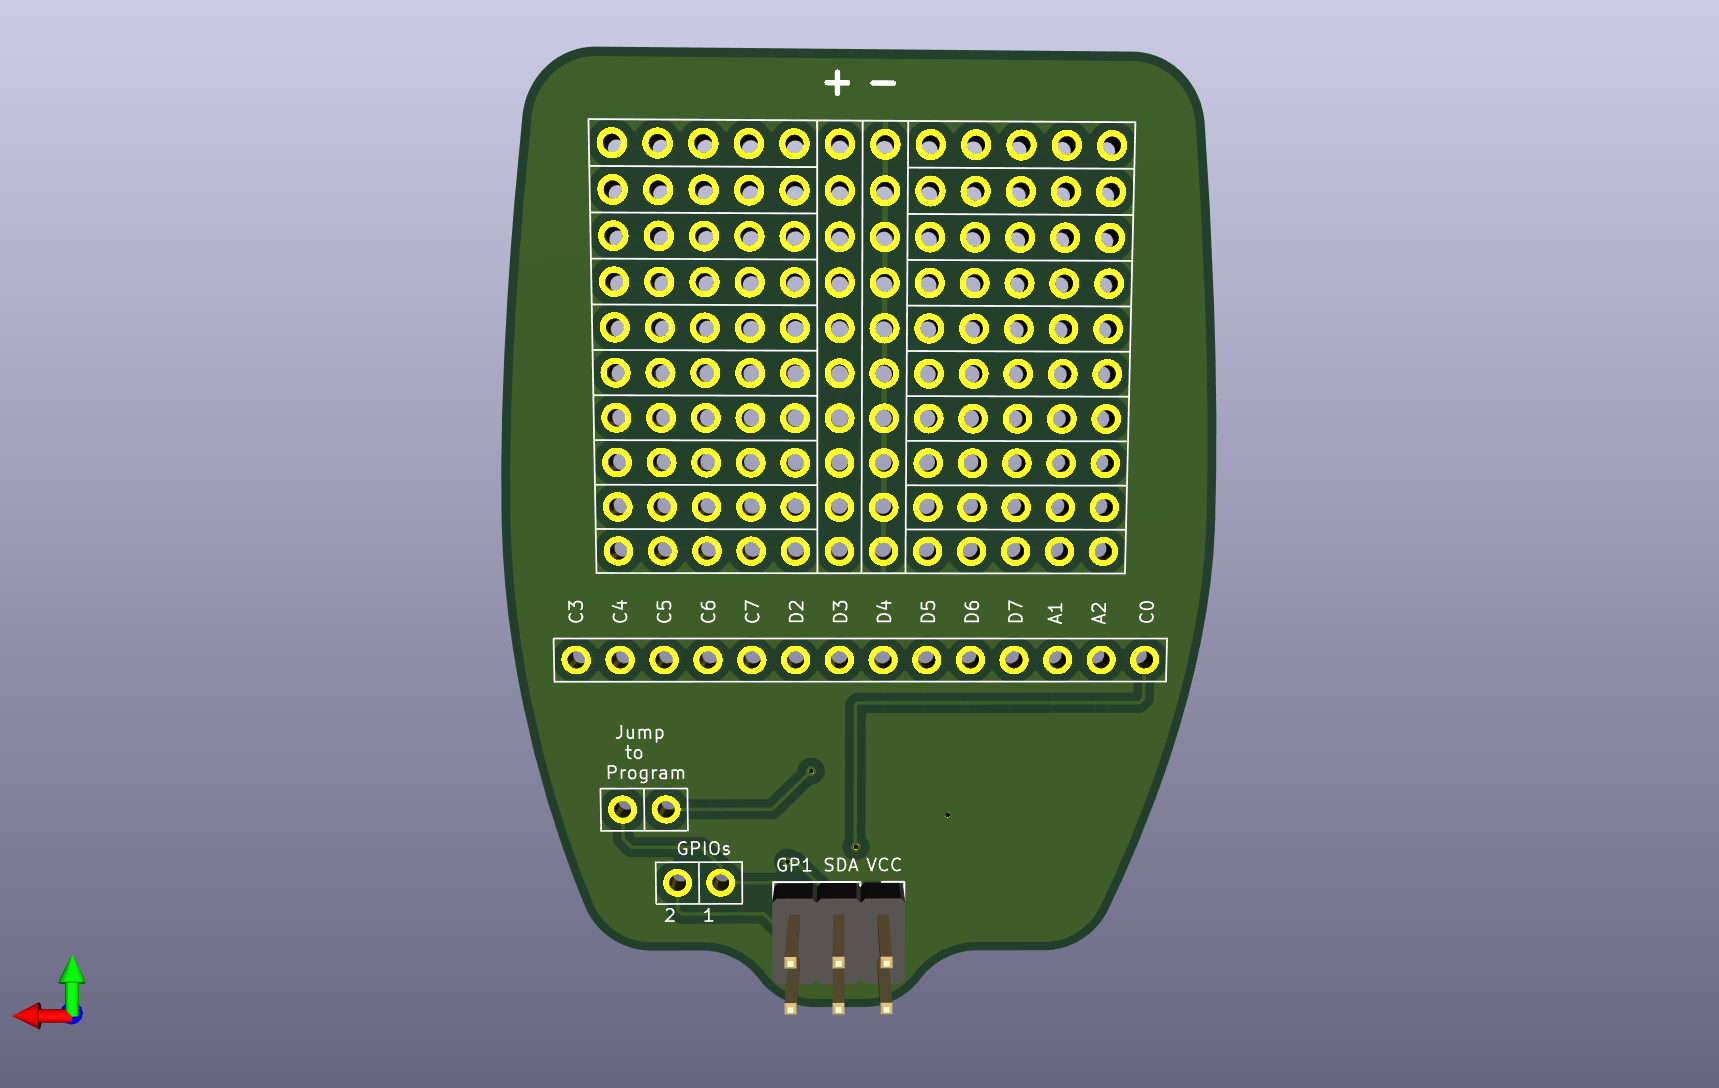 + −
C3 C4 C5 C6 C7 D2 D3 D4 D5 D6 D7 A1 A2 C0
Jump
to
Program
GPIOs
2 1
GP1 SDA VCC